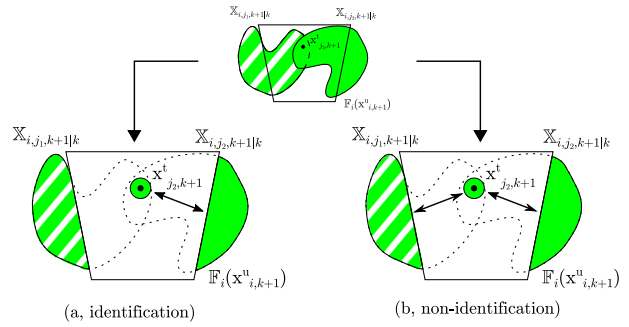 𝕏i,j₁,k+1|k 𝕏i,j₂,k+1|k
xᵗj₂,k+1
𝔽i(xᵘi,k+1)
𝕏i,j₁,k+1|k 𝕏i,j₂,k+1|k 𝕏i,j₁,k+1|k 𝕏i,j₂,k+1|k
xᵗj₂,k+1 xᵗj₂,k+1
𝔽i(xᵘi,k+1) 𝔽i(xᵘi,k+1)
(a, identification) (b, non-identification)